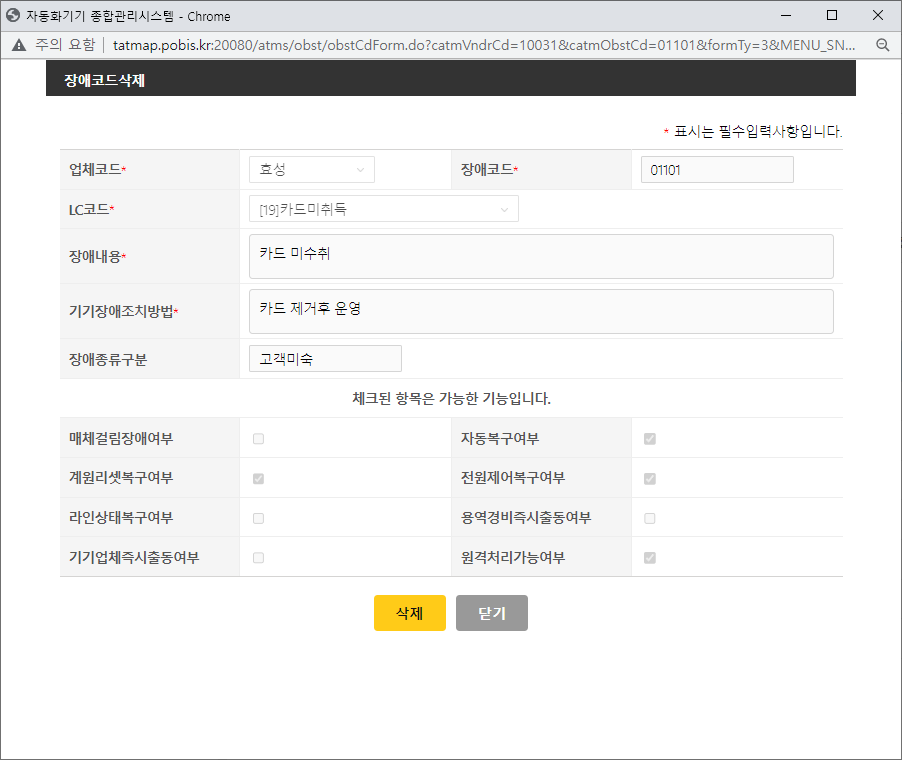 자동화기기 종합관리시스템 - Chrome
주의 요함 | tatmap.pobis.kr:20080/atms/obst/obstCdForm.do?catmVndrCd=10031&catmObstCd=01101&formTy=3&MENU_SN...
장애코드삭제
* 표시는 필수입력사항입니다.
업체코드* 효성 장애코드* 01101
LC코드* [19]카드미취득
장애내용* 카드 미수취
기기장애조치방법* 카드 제거후 운영
장애종류구분 고객미숙
체크된 항목은 가능한 기능입니다.
매체걸림장애여부 자동복구여부
계원리셋복구여부 전원제어복구여부
라인상태복구여부 용역경비즉시출동여부
기기업체즉시출동여부 원격처리가능여부
삭제 닫기